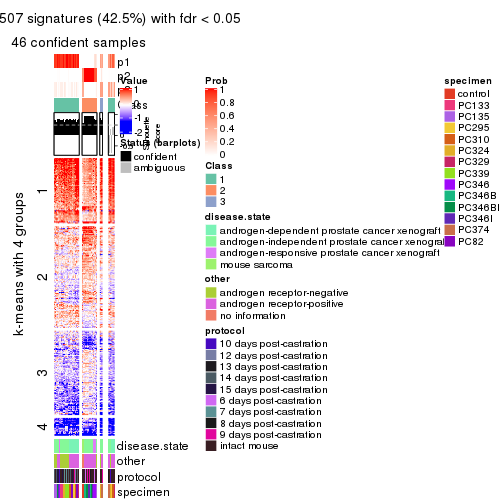 507 signatures (42.5%) with fdr < 0.05
46 confident samples
p1
p2
Value
1
-1
-2
Class
Silhouette
score
Status (barplots)
confident
ambiguous
k-means with 4 groups
1
2
3
4
disease.state
other
protocol
specimen
Prob
1
0.8
0.6
0.4
0.2
0
Class
1
2
3
disease.state
androgen-dependent prostate cancer xenograft
androgen-independent prostate cancer xenograft
androgen-responsive prostate cancer xenograft
mouse sarcoma
other
androgen receptor-negative
androgen receptor-positive
no information
protocol
10 days post-castration
12 days post-castration
13 days post-castration
14 days post-castration
15 days post-castration
6 days post-castration
7 days post-castration
8 days post-castration
9 days post-castration
intact mouse
specimen
control
PC133
PC135
PC295
PC310
PC324
PC329
PC339
PC346
PC346B
PC346BI
PC346I
PC374
PC82